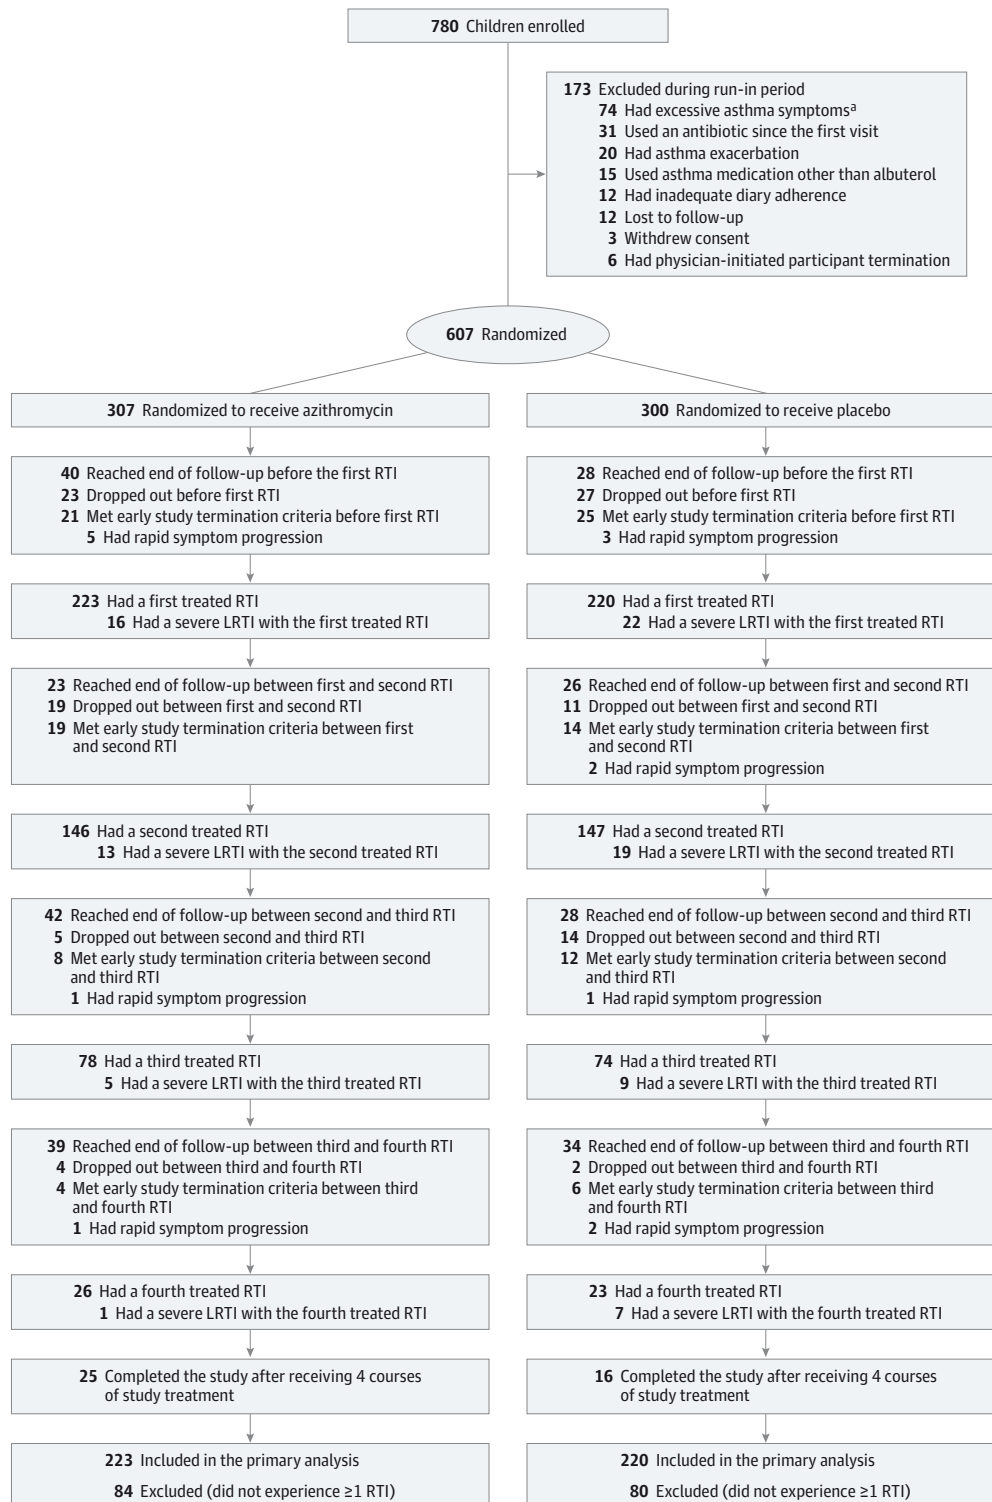 780 Children enrolled
173 Excluded during run-in period
74 Had excessive asthma symptomsᵃ
31 Used an antibiotic since the first visit
20 Had asthma exacerbation
15 Used asthma medication other than albuterol
12 Had inadequate diary adherence
12 Lost to follow-up
3 Withdrew consent
6 Had physician-initiated participant termination
607 Randomized
307 Randomized to receive azithromycin
40 Reached end of follow-up before the first RTI
23 Dropped out before first RTI
21 Met early study termination criteria before first RTI
5 Had rapid symptom progression
223 Had a first treated RTI
16 Had a severe LRTI with the first treated RTI
23 Reached end of follow-up between first and second RTI
19 Dropped out between first and second RTI
19 Met early study termination criteria between first
and second RTI
146 Had a second treated RTI
13 Had a severe LRTI with the second treated RTI
42 Reached end of follow-up between second and third RTI
5 Dropped out between second and third RTI
8 Met early study termination criteria between second
and third RTI
1 Had rapid symptom progression
78 Had a third treated RTI
5 Had a severe LRTI with the third treated RTI
39 Reached end of follow-up between third and fourth RTI
4 Dropped out between third and fourth RTI
4 Met early study termination criteria between third
and fourth RTI
1 Had rapid symptom progression
26 Had a fourth treated RTI
1 Had a severe LRTI with the fourth treated RTI
25 Completed the study after receiving 4 courses
of study treatment
223 Included in the primary analysis
84 Excluded (did not experience ≥1 RTI)
300 Randomized to receive placebo
28 Reached end of follow-up before the first RTI
27 Dropped out before first RTI
25 Met early study termination criteria before first RTI
3 Had rapid symptom progression
220 Had a first treated RTI
22 Had a severe LRTI with the first treated RTI
26 Reached end of follow-up between first and second RTI
11 Dropped out between first and second RTI
14 Met early study termination criteria between first
and second RTI
2 Had rapid symptom progression
147 Had a second treated RTI
19 Had a severe LRTI with the second treated RTI
28 Reached end of follow-up between second and third RTI
14 Dropped out between second and third RTI
12 Met early study termination criteria between second
and third RTI
1 Had rapid symptom progression
74 Had a third treated RTI
9 Had a severe LRTI with the third treated RTI
34 Reached end of follow-up between third and fourth RTI
2 Dropped out between third and fourth RTI
6 Met early study termination criteria between third
and fourth RTI
2 Had rapid symptom progression
23 Had a fourth treated RTI
7 Had a severe LRTI with the fourth treated RTI
16 Completed the study after receiving 4 courses
of study treatment
220 Included in the primary analysis
80 Excluded (did not experience ≥1 RTI)